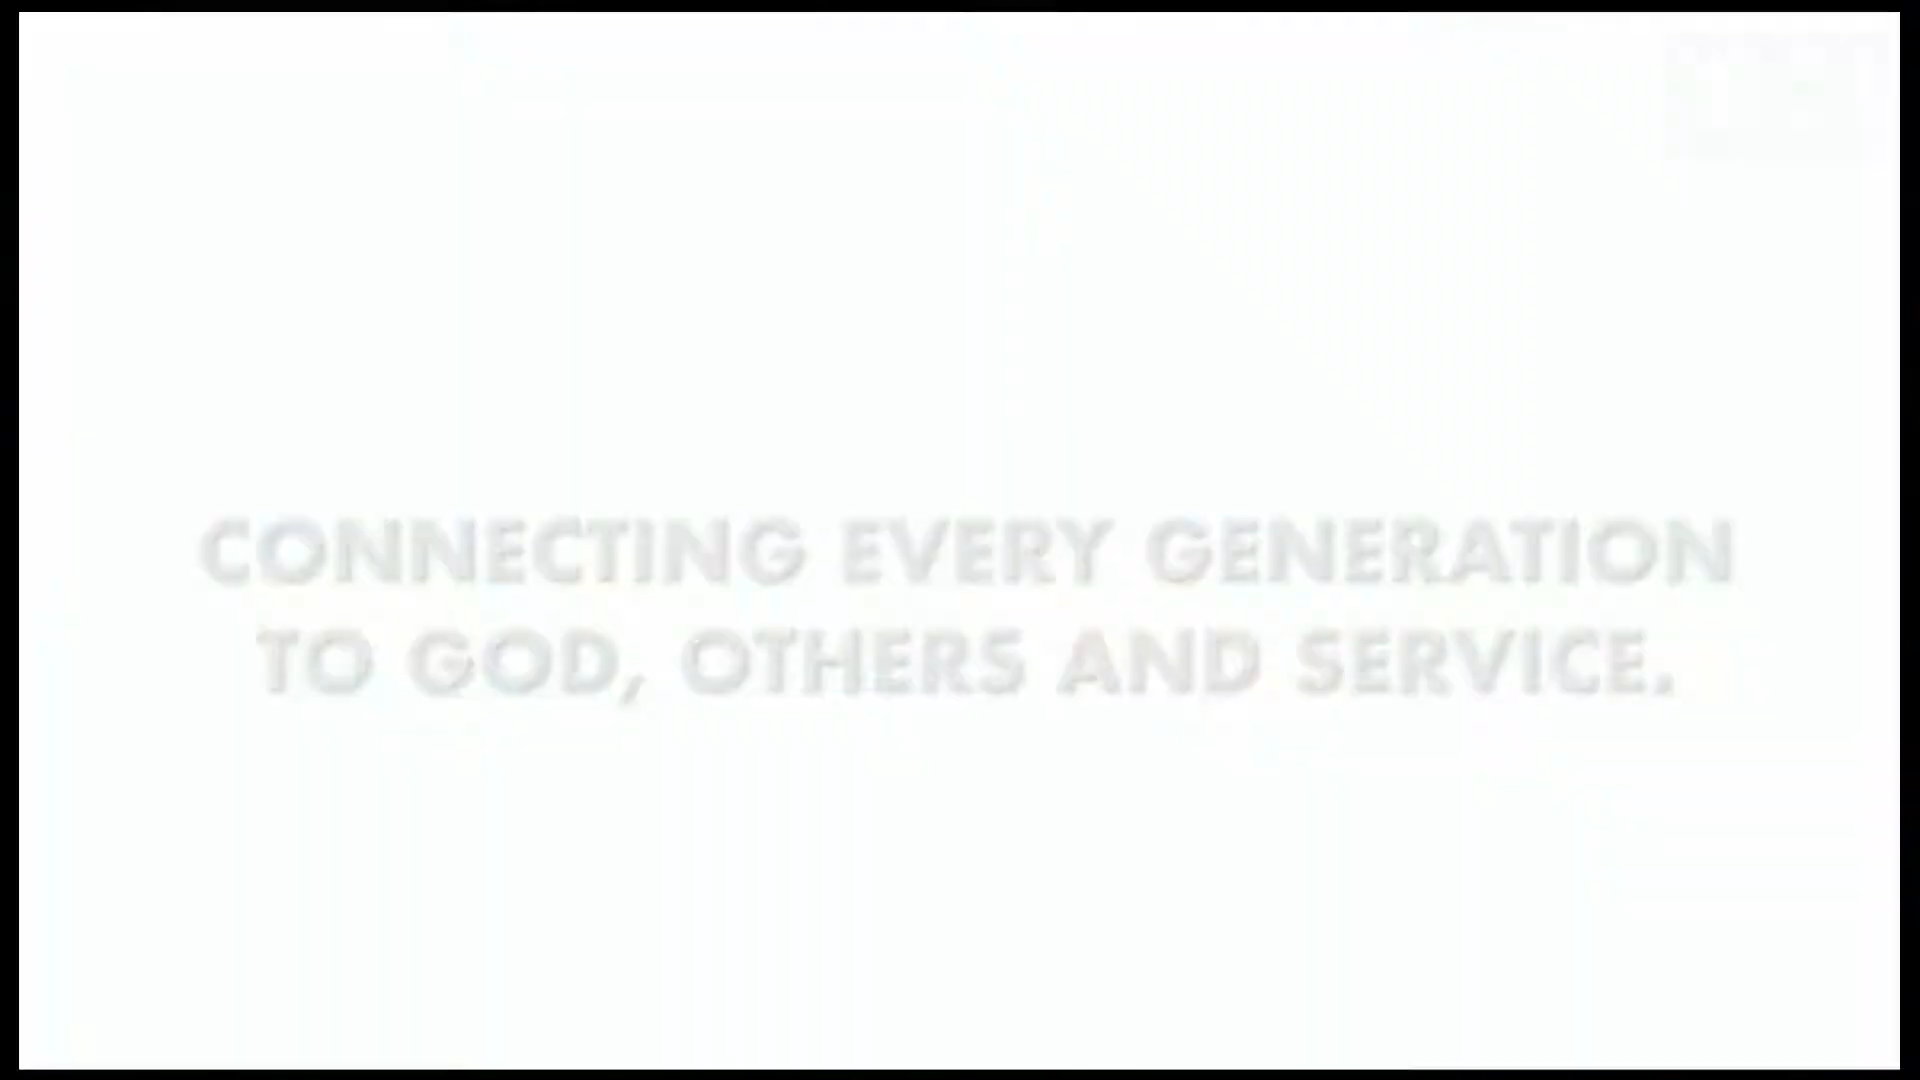 CONNECTING EVERY GENERATION
TO GOD, OTHERS AND SERVICE.